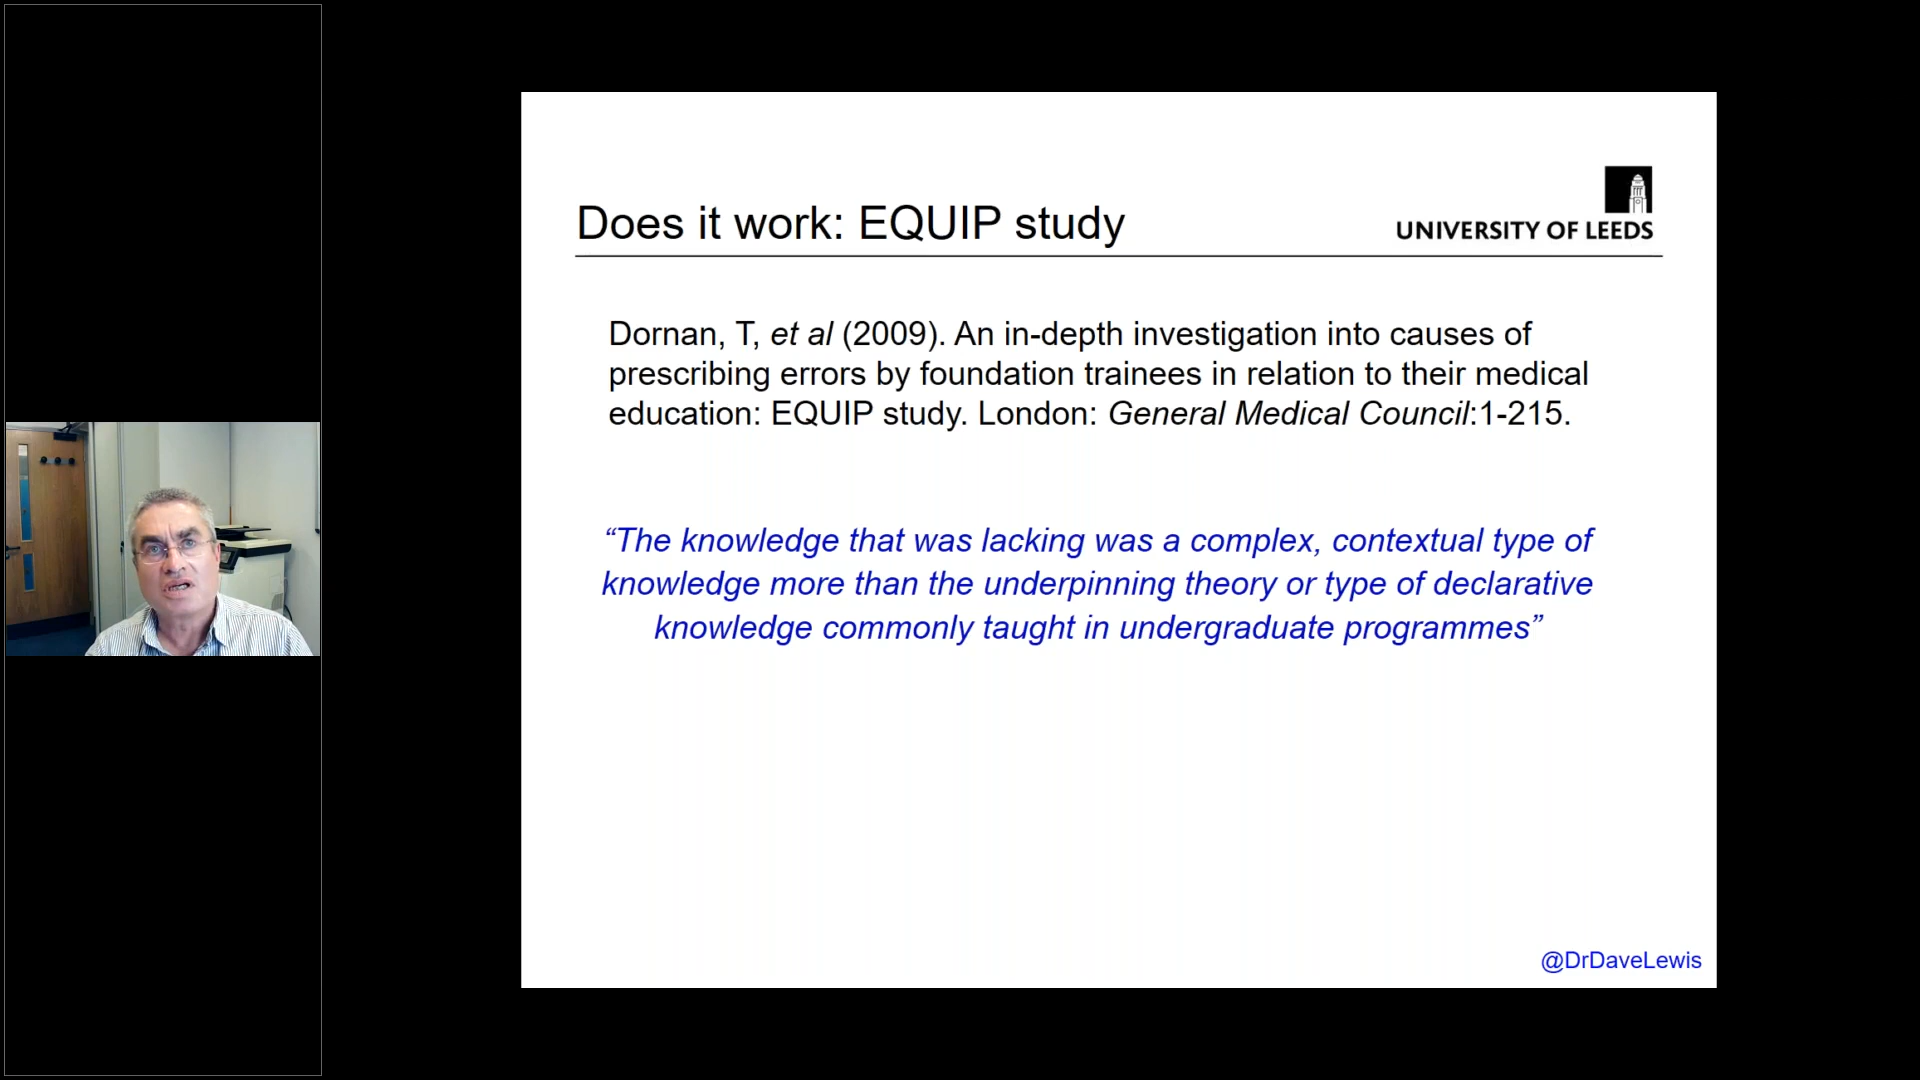 Does it work: EQUIP study
UNIVERSITY OF LEEDS
Dornan, T, et al (2009). An in-depth investigation into causes of
prescribing errors by foundation trainees in relation to their medical
education: EQUIP study. London: General Medical Council:1-215.
“The knowledge that was lacking was a complex, contextual type of
knowledge more than the underpinning theory or type of declarative
knowledge commonly taught in undergraduate programmes”
@DrDaveLewis